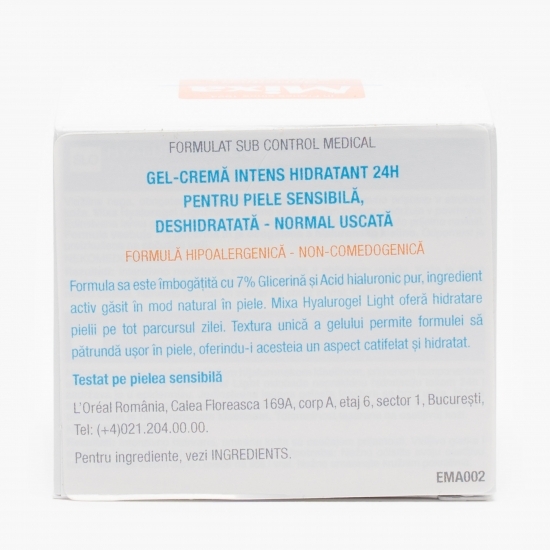 Mixa
FORMULAT SUB CONTROL MEDICAL
GEL-CREMĂ INTENS HIDRATANT 24H
PENTRU PIELE SENSIBILĂ,
DESHIDRATATĂ - NORMAL USCATĂ
FORMULĂ HIPOALERGENICĂ - NON-COMEDOGENICĂ
Formula sa este îmbogățită cu 7% Glicerină și Acid hialuronic pur, ingredient
activ găsit în mod natural în piele. Mixa Hyalurogel Light oferă hidratare
pielii pe tot parcursul zilei. Textura unică a gelului permite formulei să
pătrundă ușor în piele, oferindu-i acesteia un aspect catifelat și hidratat.
Testat pe pielea sensibilă
L'Oréal România, Calea Floreasca 169A, corp A, etaj 6, sector 1, București,
Tel: (+4)021.204.00.00.
Pentru ingrediente, vezi INGREDIENTS.
EMA002